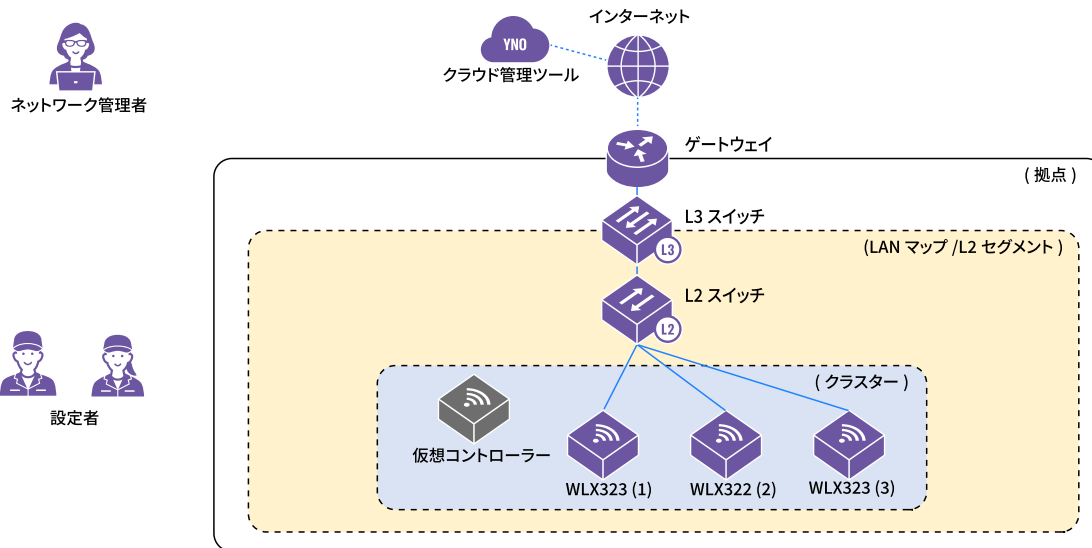 インターネット
YNO
クラウド管理ツール
ネットワーク管理者
ゲートウェイ
( 拠点 )
L3 スイッチ
L3
(LAN マップ /L2 セグメント )
L2 スイッチ
L2
( クラスター )
設定者
仮想コントローラー
WLX323 (1)
WLX322 (2)
WLX323 (3)